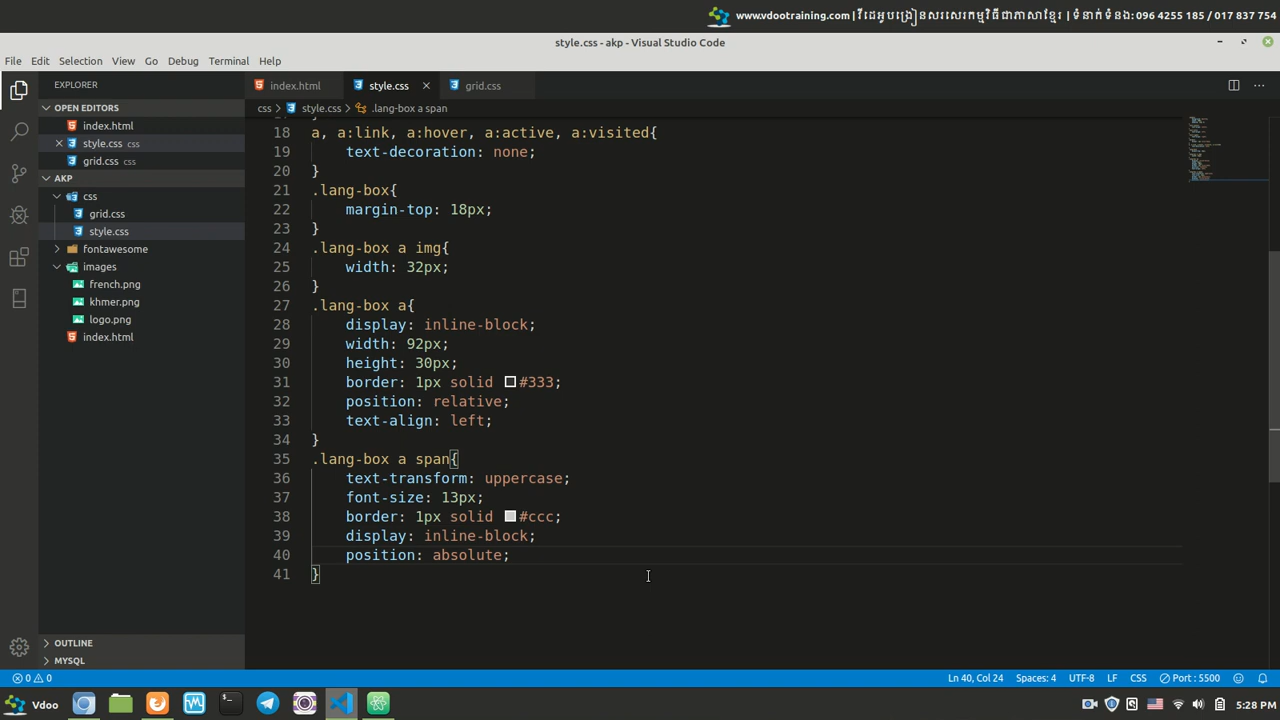 www.vdootraining.com | វីដេអូបង្រៀនសរសេរកម្មវិធីជាភាសាខ្មែរ | ទំនាក់ទំនង: 096 4255 185 / 017 837 754
style.css - akp - Visual Studio Code
File Edit Selection View Go Debug Terminal Help
EXPLORER
index.html style.css grid.css
OPEN EDITORS
index.html
style.css css
grid.css css
AKP
css
grid.css
style.css
fontawesome
images
french.png
khmer.png
logo.png
index.html
OUTLINE
MYSQL
css > style.css > .lang-box a span
18 a, a:link, a:hover, a:active, a:visited{
19 text-decoration: none;
20 }
21 .lang-box{
22 margin-top: 18px;
23 }
24 .lang-box a img{
25 width: 32px;
26 }
27 .lang-box a{
28 display: inline-block;
29 width: 92px;
30 height: 30px;
31 border: 1px solid #333;
32 position: relative;
33 text-align: left;
34 }
35 .lang-box a span{
36 text-transform: uppercase;
37 font-size: 13px;
38 border: 1px solid #ccc;
39 display: inline-block;
40 position: absolute;
41 }
0 0 Ln 40, Col 24 Spaces: 4 UTF-8 LF CSS Port : 5500
Vdoo 5:28 PM